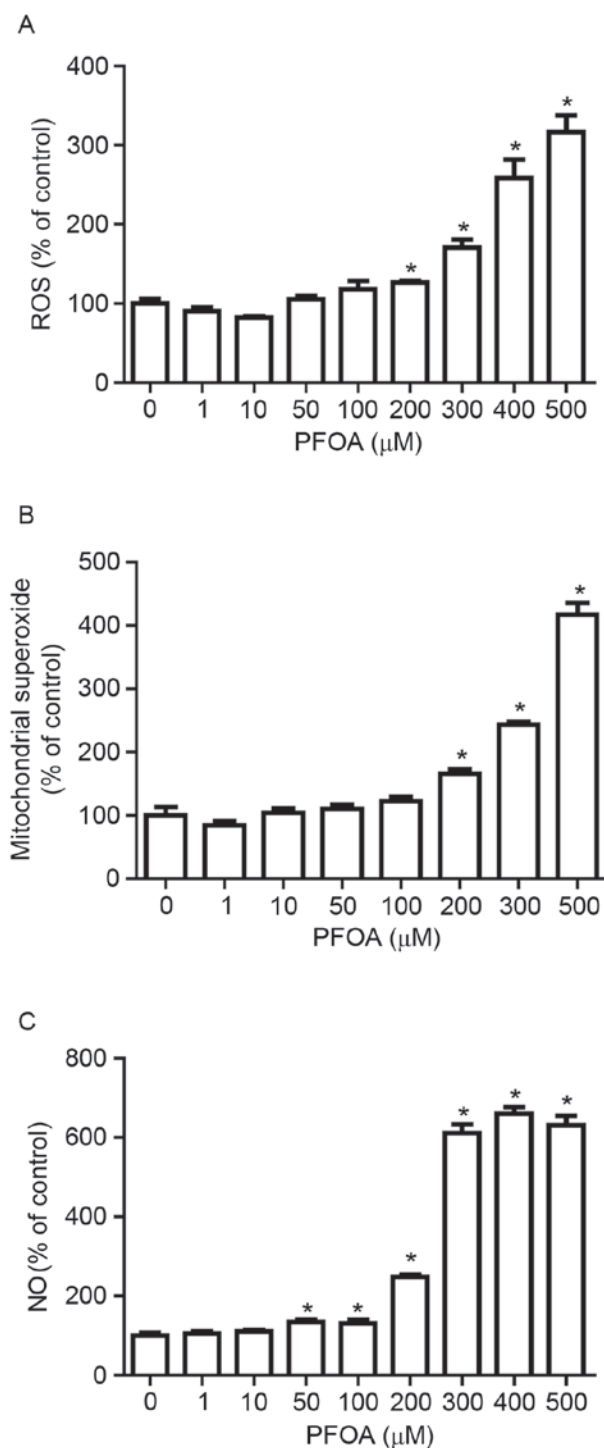 A
400
*
*
300
ROS (% of control)
*
200
*
100
0
0 1 10 50 100 200 300 400 500
PFOA (μM)
B
500
*
400
Mitochondrial superoxide
(% of control)
300
*
200
*
100
0
0 1 10 50 100 200 300 500
PFOA (μM)
C
800
* * *
600
NO(% of control)
400
*
200
* *
0
0 1 10 50 100 200 300 400 500
PFOA (μM)